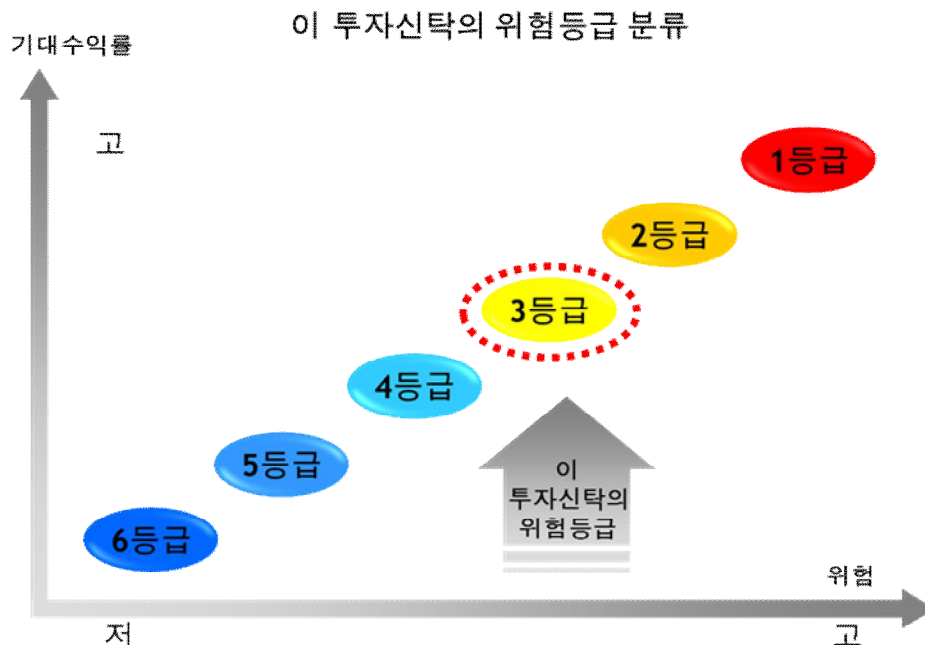 이 투자신탁의 위험등급 분류
기대수익률
고
1등급
2등급
3등급
4등급
5등급
6등급
이
투자신탁의
위험등급
위험
저
고